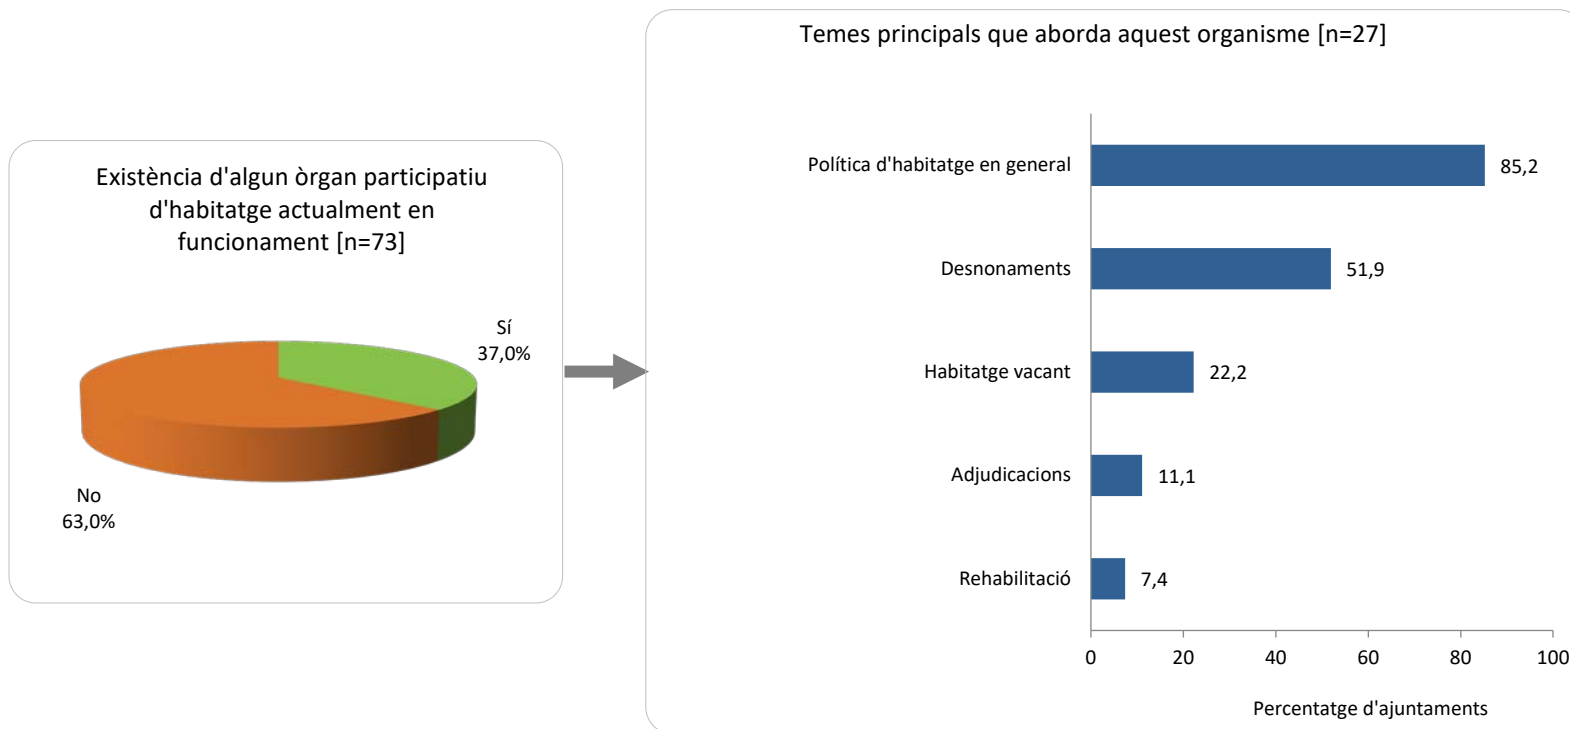 Existència d'algun òrgan participatiu
d'habitatge actualment en
funcionament [n=73]
Sí
37,0%
No
63,0%
Temes principals que aborda aquest organisme [n=27]
Política d'habitatge en general
85,2
Desnonaments
51,9
Habitatge vacant
22,2
Adjudicacions
11,1
Rehabilitació
7,4
0 20 40 60 80 100
Percentatge d'ajuntaments